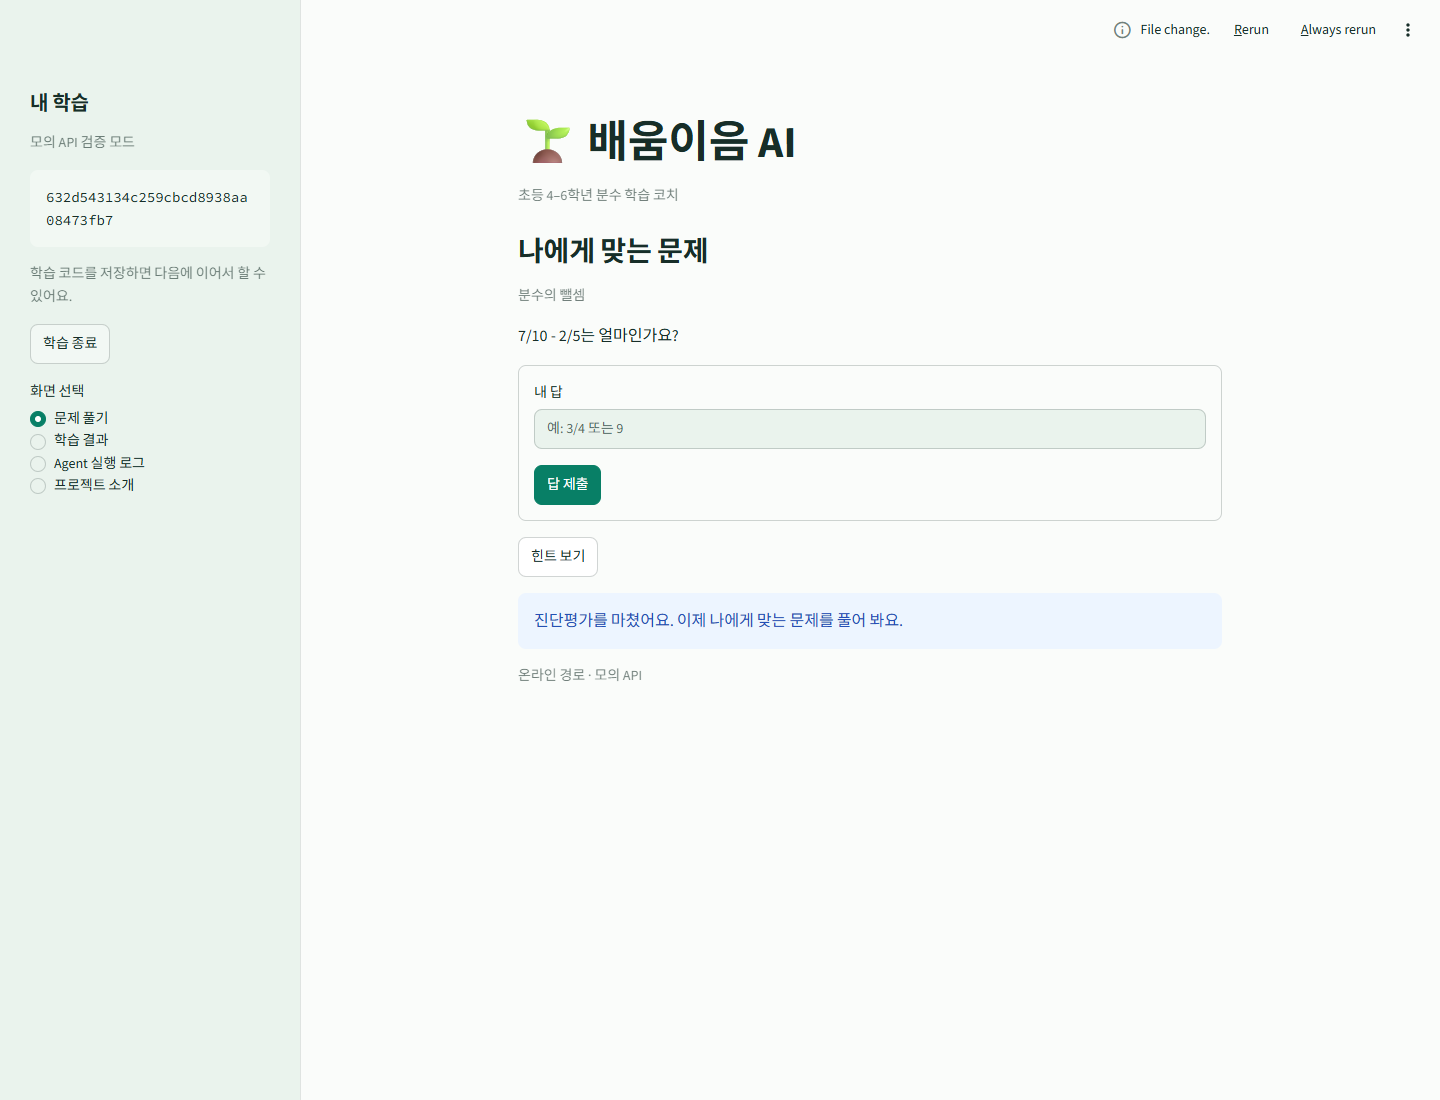 File change. Rerun Always rerun
내 학습
모의 API 검증 모드
632d543134c259cbcd8938aa
08473fb7
학습 코드를 저장하면 다음에 이어서 할 수
있어요.
학습 종료
화면 선택
문제 풀기
학습 결과
Agent 실행 로그
프로젝트 소개
배움이음 AI
초등 4–6학년 분수 학습 코치
나에게 맞는 문제
분수의 뺄셈
7/10 - 2/5는 얼마인가요?
내 답
예: 3/4 또는 9
답 제출
힌트 보기
진단평가를 마쳤어요. 이제 나에게 맞는 문제를 풀어 봐요.
온라인 경로 · 모의 API